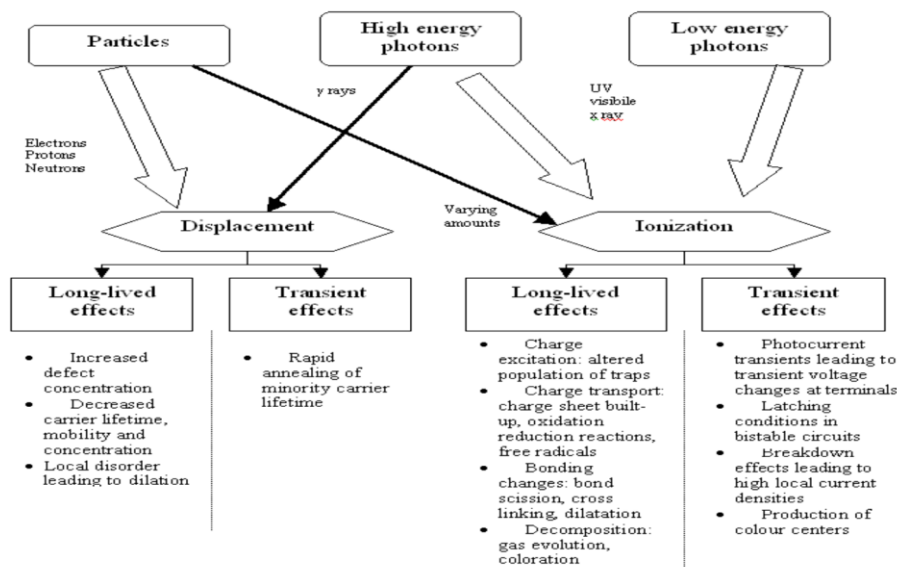 Particles
High energy
photons
Low energy
photons
γ rays
UV
visibile
x ray
Electrons
Protons
Neutrons
Varying
amounts
Displacement
Ionization
Long-lived
effects
Transient
effects
Long-lived
effects
Transient
effects
• Increased
defect
concentration
• Decreased
carrier lifetime,
mobility and
concentration
• Local disorder
leading to dilation
• Rapid
annealing of
minority carrier
lifetime
• Charge
excitation: altered
population of traps
• Charge transport:
charge sheet built-
up, oxidation
reduction reactions,
free radicals
• Bonding
changes: bond
scission, cross
linking, dilatation
• Decomposition:
gas evolution,
coloration
• Photocurrent
transients leading to
transient voltage
changes at terminals
• Latching
conditions in
bistable circuits
• Breakdown
effects leading to
high local current
densities
• Production of
colour centers